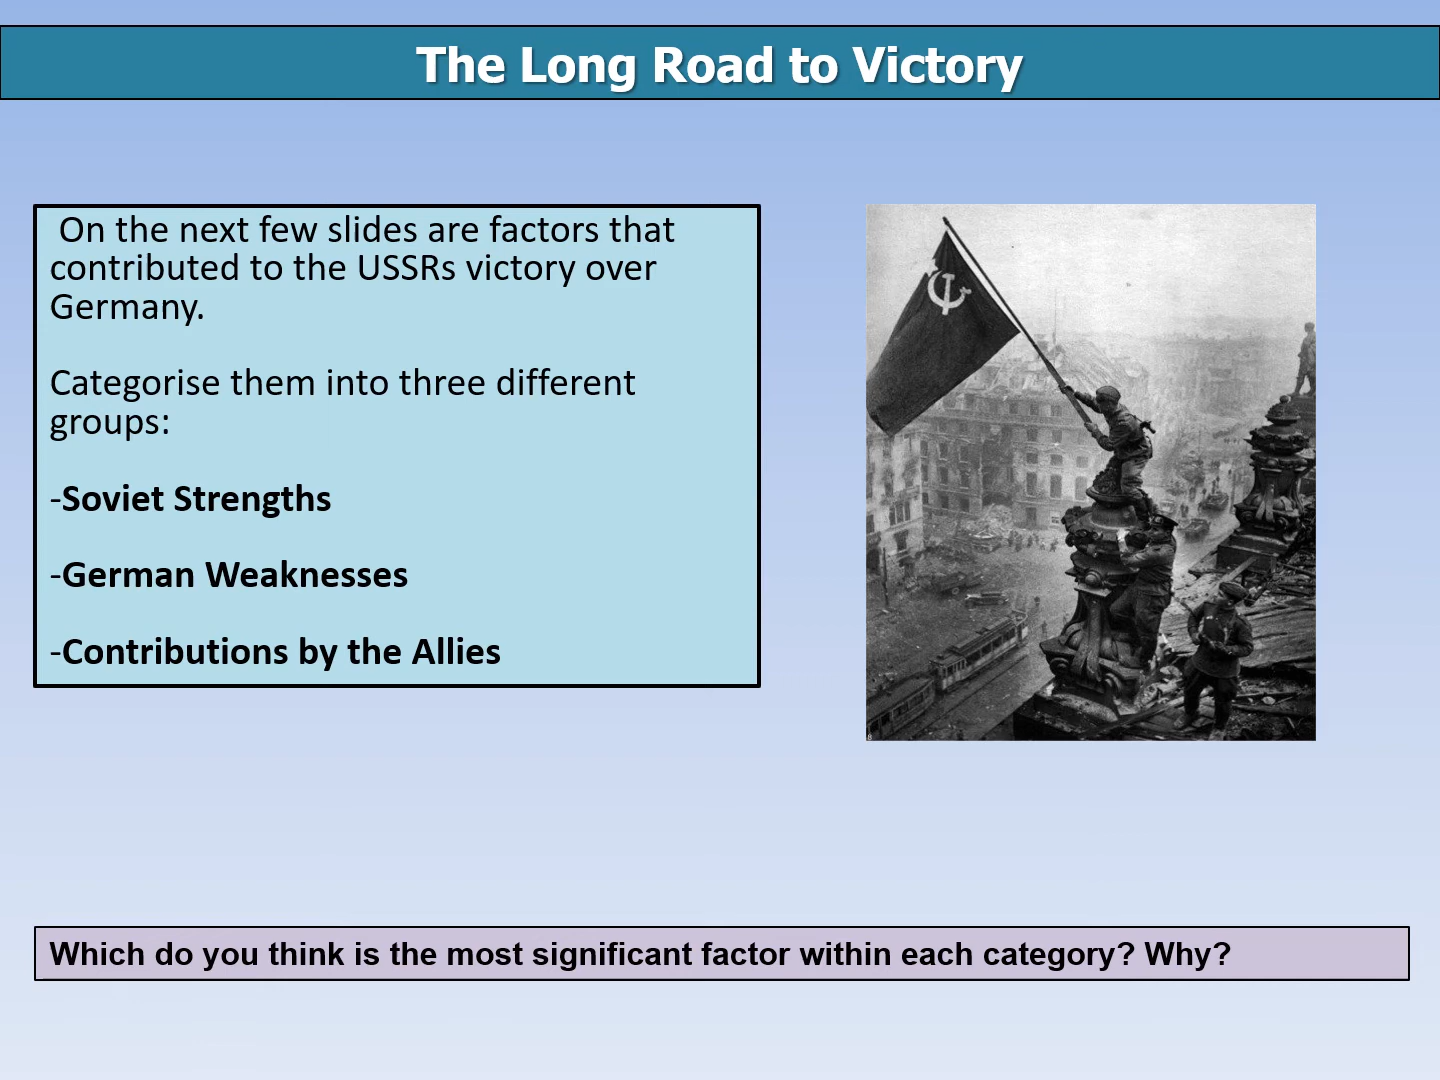 The Long Road to Victory
On the next few slides are factors that
contributed to the USSRs victory over
Germany.
Categorise them into three different
groups:
-Soviet Strengths
-German Weaknesses
-Contributions by the Allies
Which do you think is the most significant factor within each category? Why?